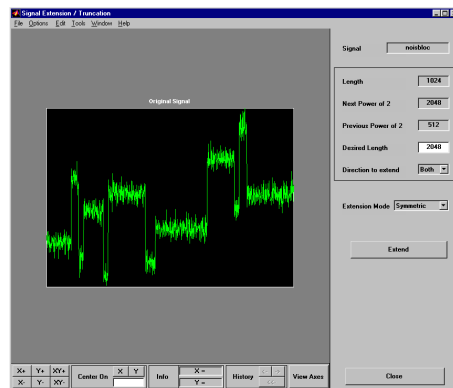 Signal Extension / Truncation
File Options Edit Tools Window Help
Signal noisbloc
Original Signal
Length 1024
Next Power of 2 2048
Previous Power of 2 512
Desired Length 2048
Direction to extend Both
Extension Mode Symmetric
Extend
X+ Y+ XY+
X- Y- XY-
Center On X Y
Info X =
Y =
History <- ->
<<-
View Axes
Close